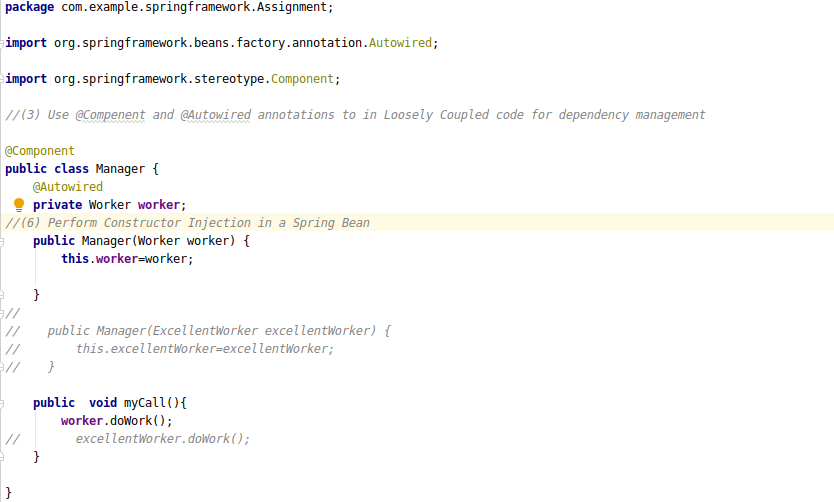 package com.example.springframework.Assignment;
import org.springframework.beans.factory.annotation.Autowired;
import org.springframework.stereotype.Component;
//(3) Use @Compenent and @Autowired annotations to in Loosely Coupled code for dependency management
@Component
public class Manager {
@Autowired
private Worker worker;
//(6) Perform Constructor Injection in a Spring Bean
public Manager(Worker worker) {
this.worker=worker;
}
//
// public Manager(ExcellentWorker excellentWorker) {
// this.excellentWorker=excellentWorker;
// }
public void myCall(){
worker.doWork();
// excellentWorker.doWork();
}
}